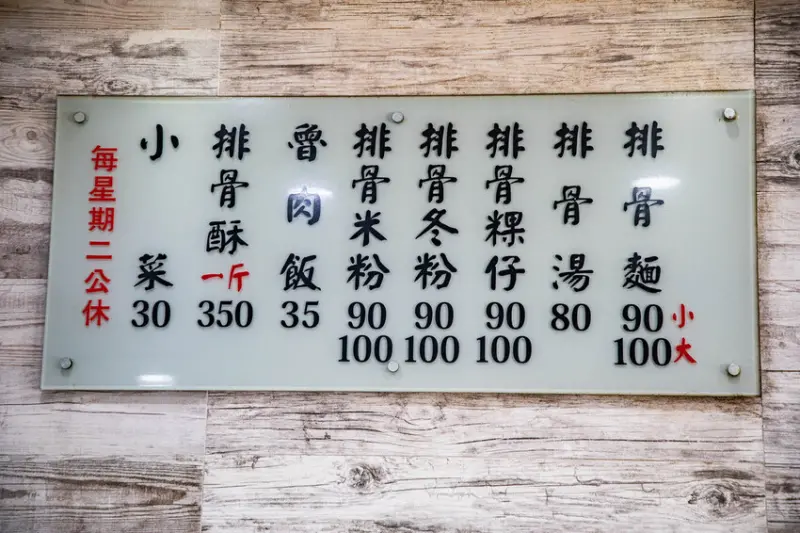 排骨麵 90 小
100 大
排骨湯 80
排骨粿仔 90
100
排骨冬粉 90
100
排骨米粉 90
100
魯肉飯 35
排骨酥 一斤 350
小菜 30
每星期二公休